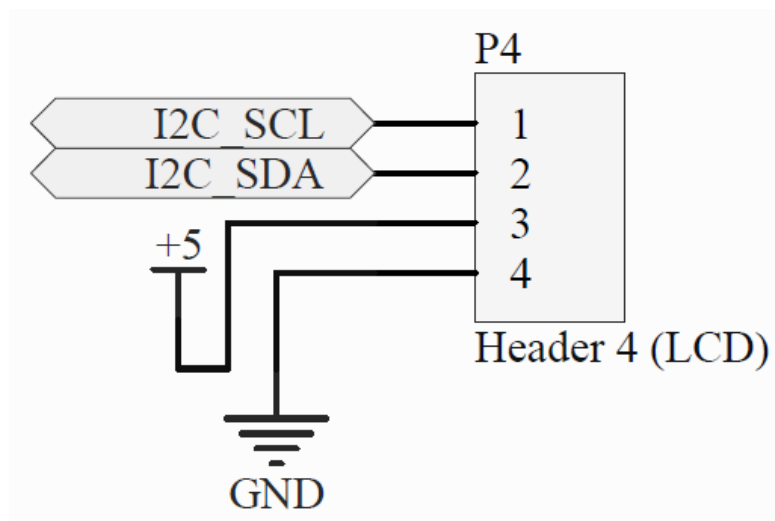 P4
I2C_SCL 1
I2C_SDA 2
3
+5
4
Header 4 (LCD)
GND